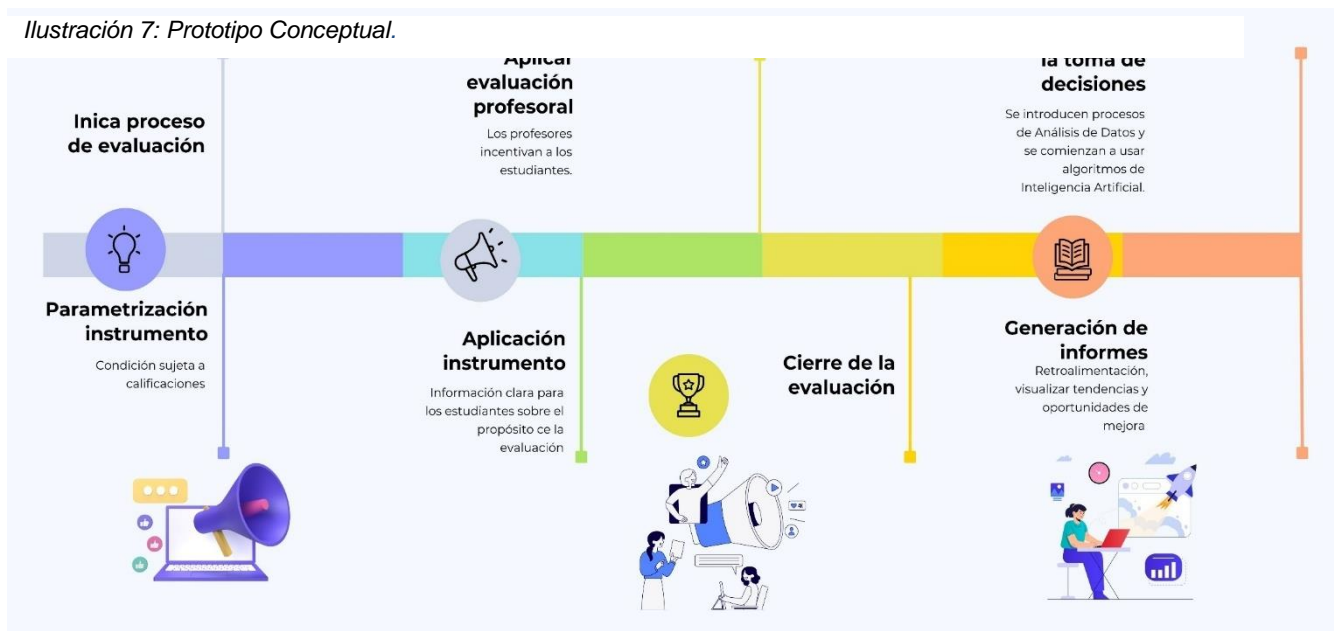 Ilustración 7: Prototipo Conceptual.
Inica proceso
de evaluación
Parametrización
instrumento
Condición sujeta a
calificaciones
Aplicar
evaluación
profesoral
Los profesores
incentivan a los
estudiantes.
Aplicación
instrumento
Información clara para
los estudiantes sobre el
propósito ce la
evaluación
Cierre de la
evaluación
la toma de
decisiones
Se introducen procesos
de Análisis de Datos y
se comienzan a usar
algoritmos de
Inteligencia Artificial.
Generación de
informes
Retroalimentación,
visualizar tendencias y
oportunidades de
mejora